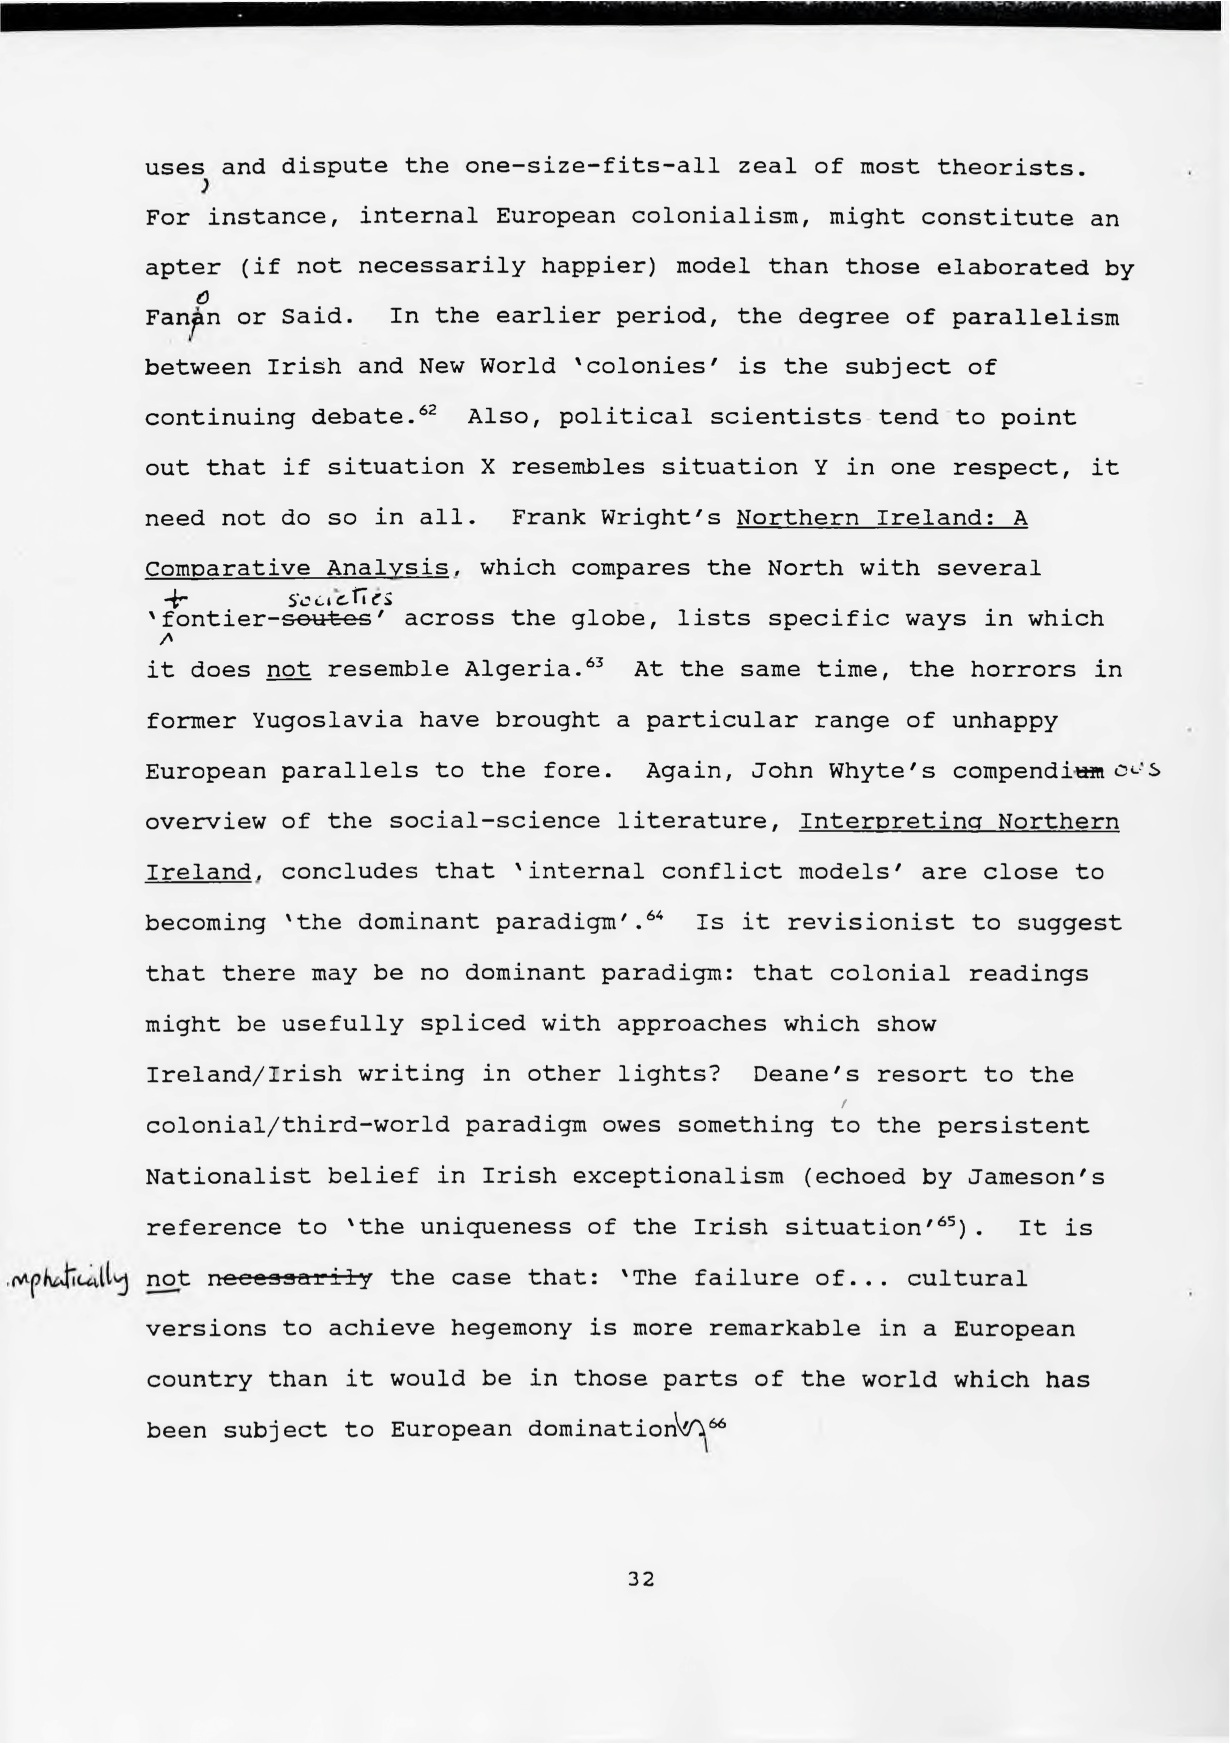 uses, and dispute the one-size-fits-all zeal of most theorists.
For instance, internal European colonialism, might constitute an
apter (if not necessarily happier) model than those elaborated by
o
Fanan or Said. In the earlier period, the degree of parallelism
between Irish and New World ‵colonies′ is the subject of
continuing debate.⁶² Also, political scientists tend to point
out that if situation X resembles situation Y in one respect, it
need not do so in all. Frank Wright′s Northern Ireland: A
Comparative Analysis, which compares the North with several
societies
‵fontier-soutes′ across the globe, lists specific ways in which
it does not resemble Algeria.⁶³ At the same time, the horrors in
former Yugoslavia have brought a particular range of unhappy
European parallels to the fore. Again, John Whyte′s compendium ous
overview of the social-science literature, Interpreting Northern
Ireland, concludes that ‵internal conflict models′ are close to
becoming ‵the dominant paradigm′.⁶⁴ Is it revisionist to suggest
that there may be no dominant paradigm: that colonial readings
might be usefully spliced with approaches which show
Ireland/Irish writing in other lights? Deane′s resort to the
colonial/third-world paradigm owes something to the persistent
Nationalist belief in Irish exceptionalism (echoed by Jameson′s
reference to ‵the uniqueness of the Irish situation′⁶⁵). It is
mphatically not necessarily the case that: ‵The failure of... cultural
versions to achieve hegemony is more remarkable in a European
country than it would be in those parts of the world which has
been subject to European domination′.⁶⁶
32